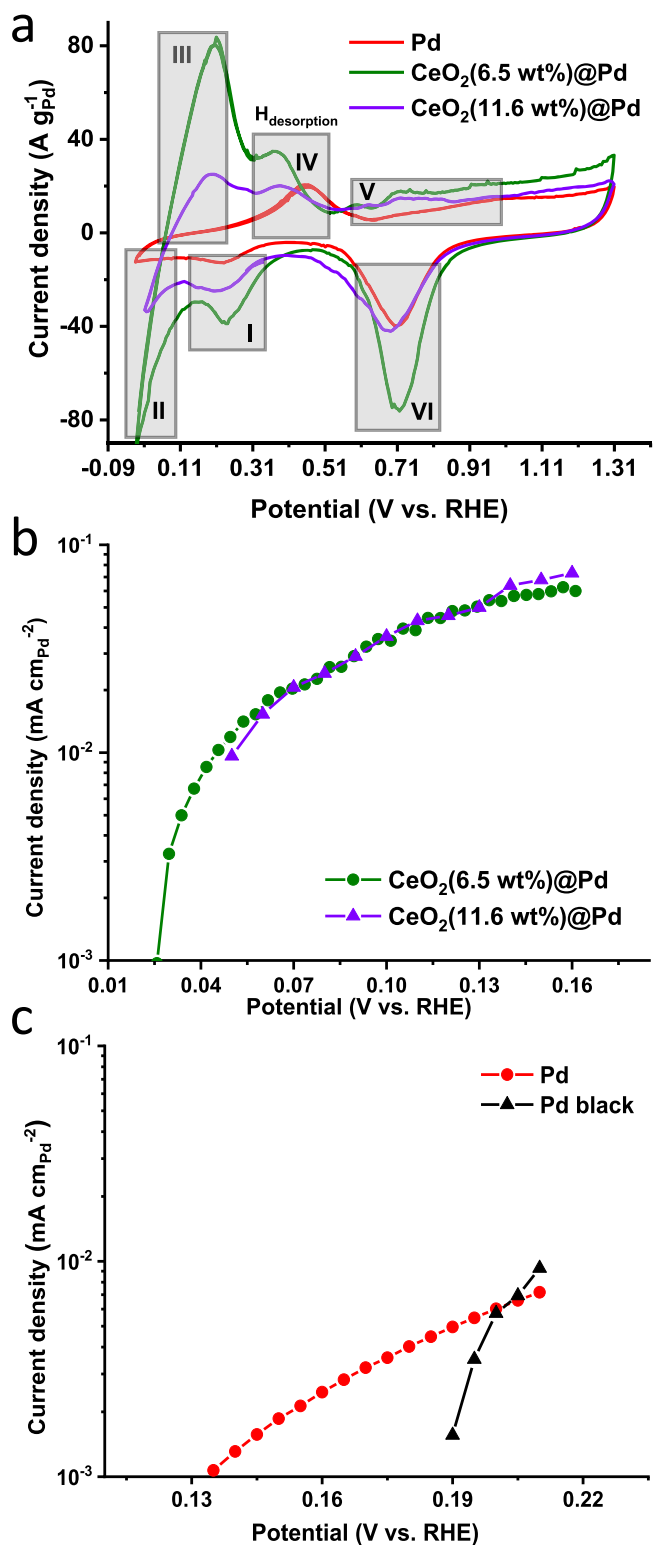 a
Pd
CeO2(6.5 wt%)@Pd
CeO2(11.6 wt%)@Pd
III
Hdesorption
IV
V
I
II
VI
80
40
0
-40
-80
Current density (A g-1Pd)
-0.09 0.11 0.31 0.51 0.71 0.91 1.11 1.31
Potential (V vs. RHE)
b
10-1
10-2
10-3
Current density (mA cmPd-2)
CeO2(6.5 wt%)@Pd
CeO2(11.6 wt%)@Pd
0.01 0.04 0.07 0.10 0.13 0.16
Potential (V vs. RHE)
c
10-1
10-2
10-3
Current density (mA cmPd-2)
Pd
Pd black
0.13 0.16 0.19 0.22
Potential (V vs. RHE)